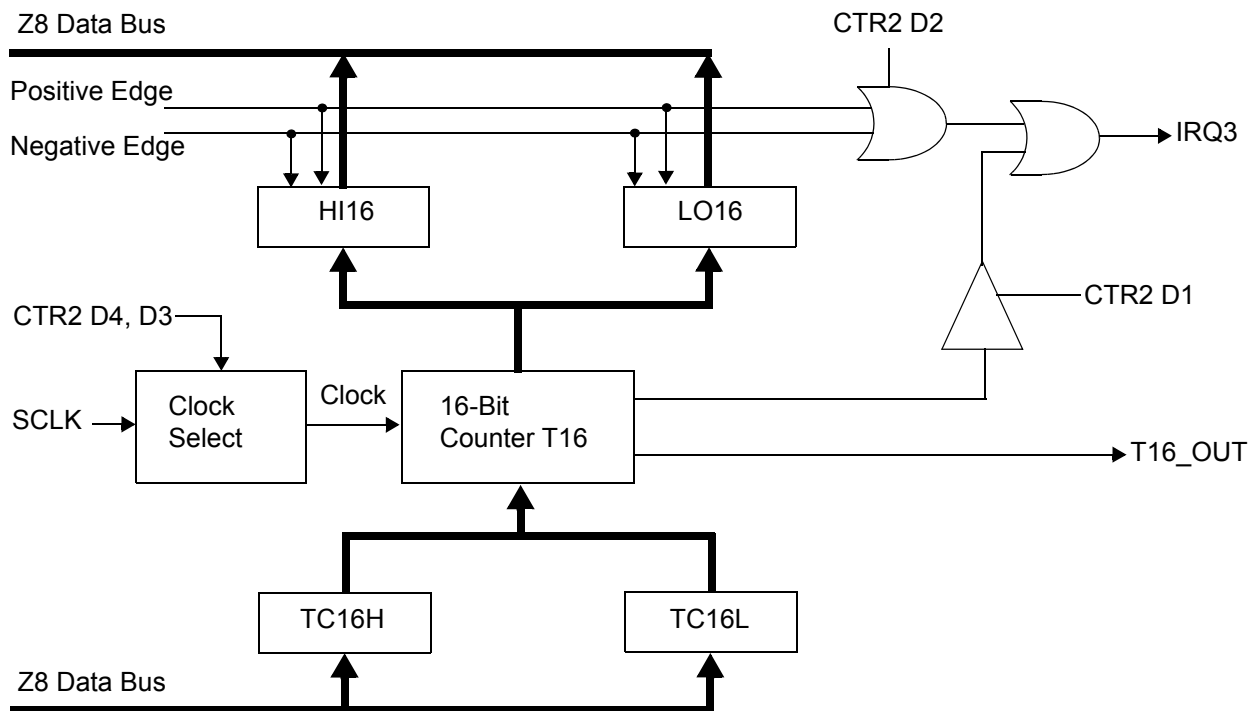 Z8 Data Bus
CTR2 D2
Positive Edge
Negative Edge
IRQ3
HI16
LO16
CTR2 D4, D3
CTR2 D1
SCLK
Clock
Select
Clock
16-Bit
Counter T16
T16_OUT
TC16H
TC16L
Z8 Data Bus